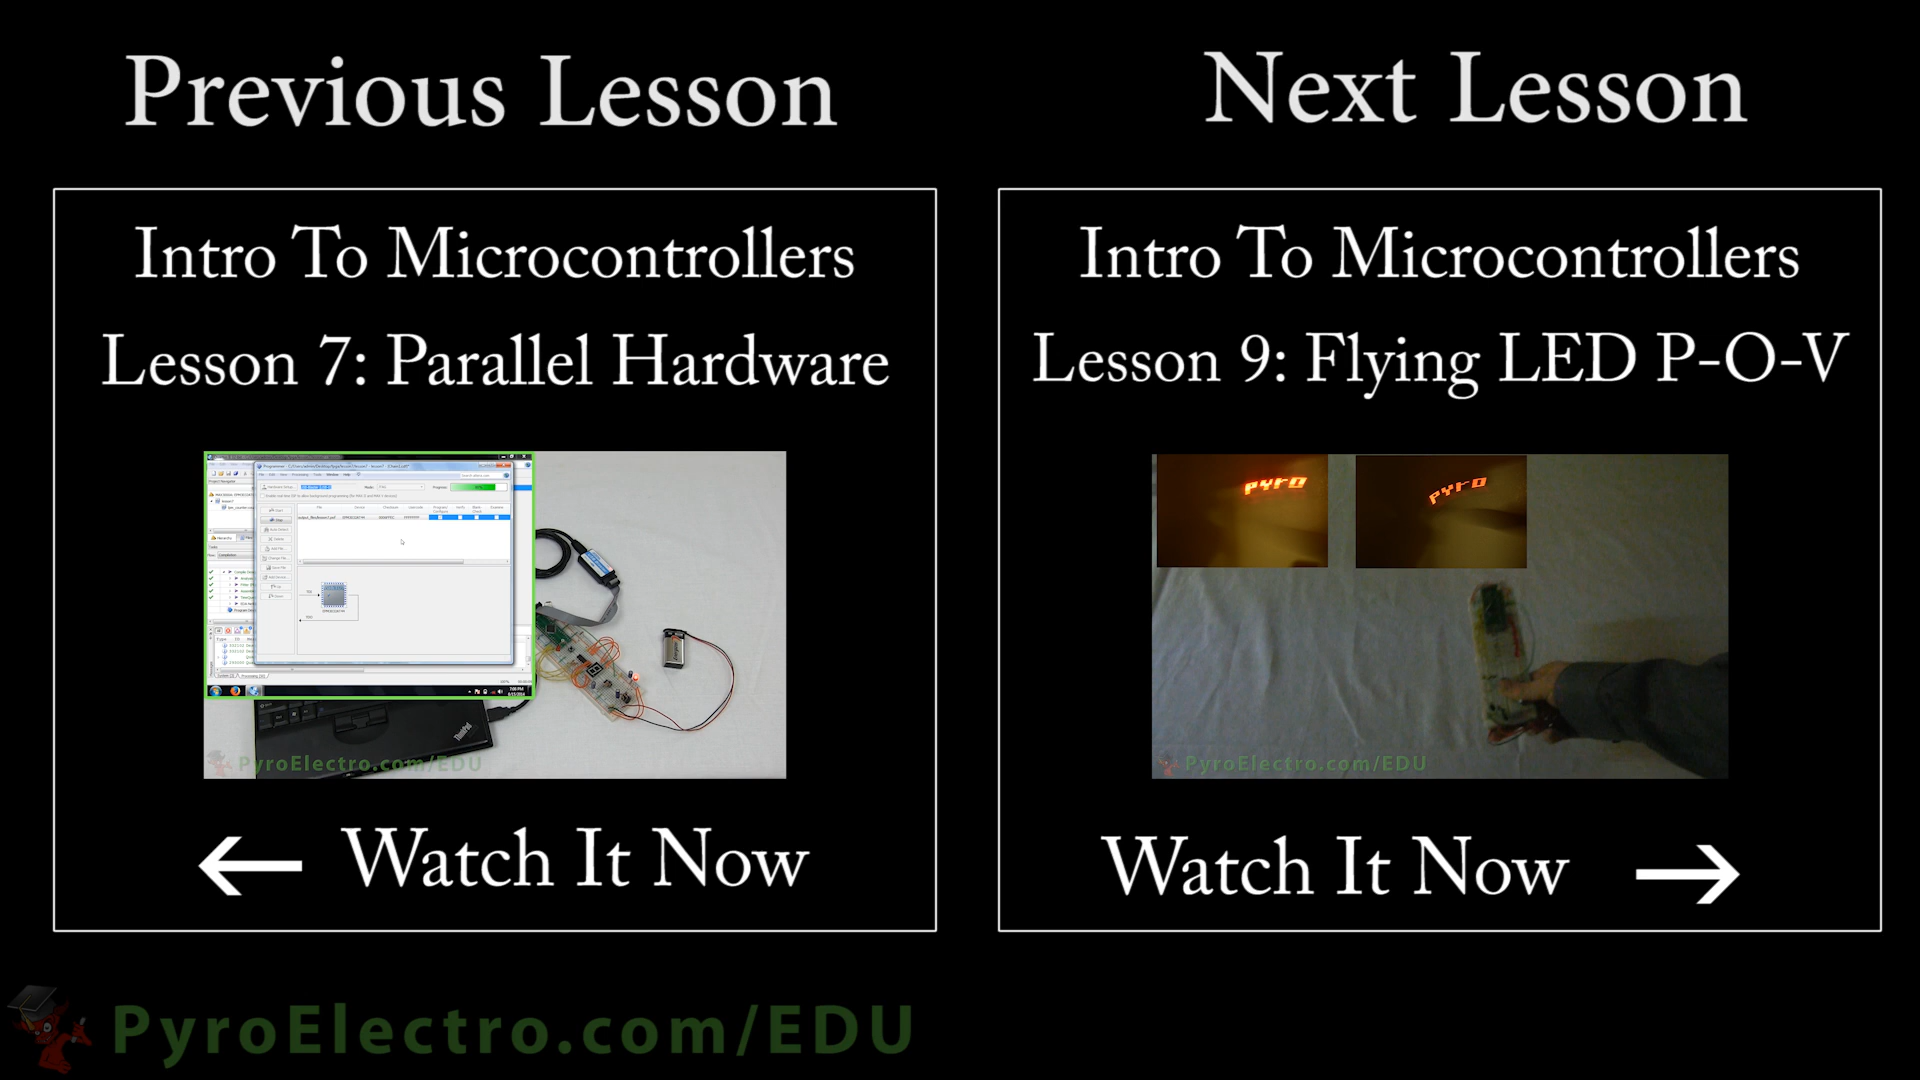 Previous Lesson
Next Lesson
Intro To Microcontrollers
Lesson 7: Parallel Hardware
PyroElectro.com/EDU
← Watch It Now
Intro To Microcontrollers
Lesson 9: Flying LED P-O-V
pyro
pyro
PyroElectro.com/EDU
Watch It Now →
PyroElectro.com/EDU